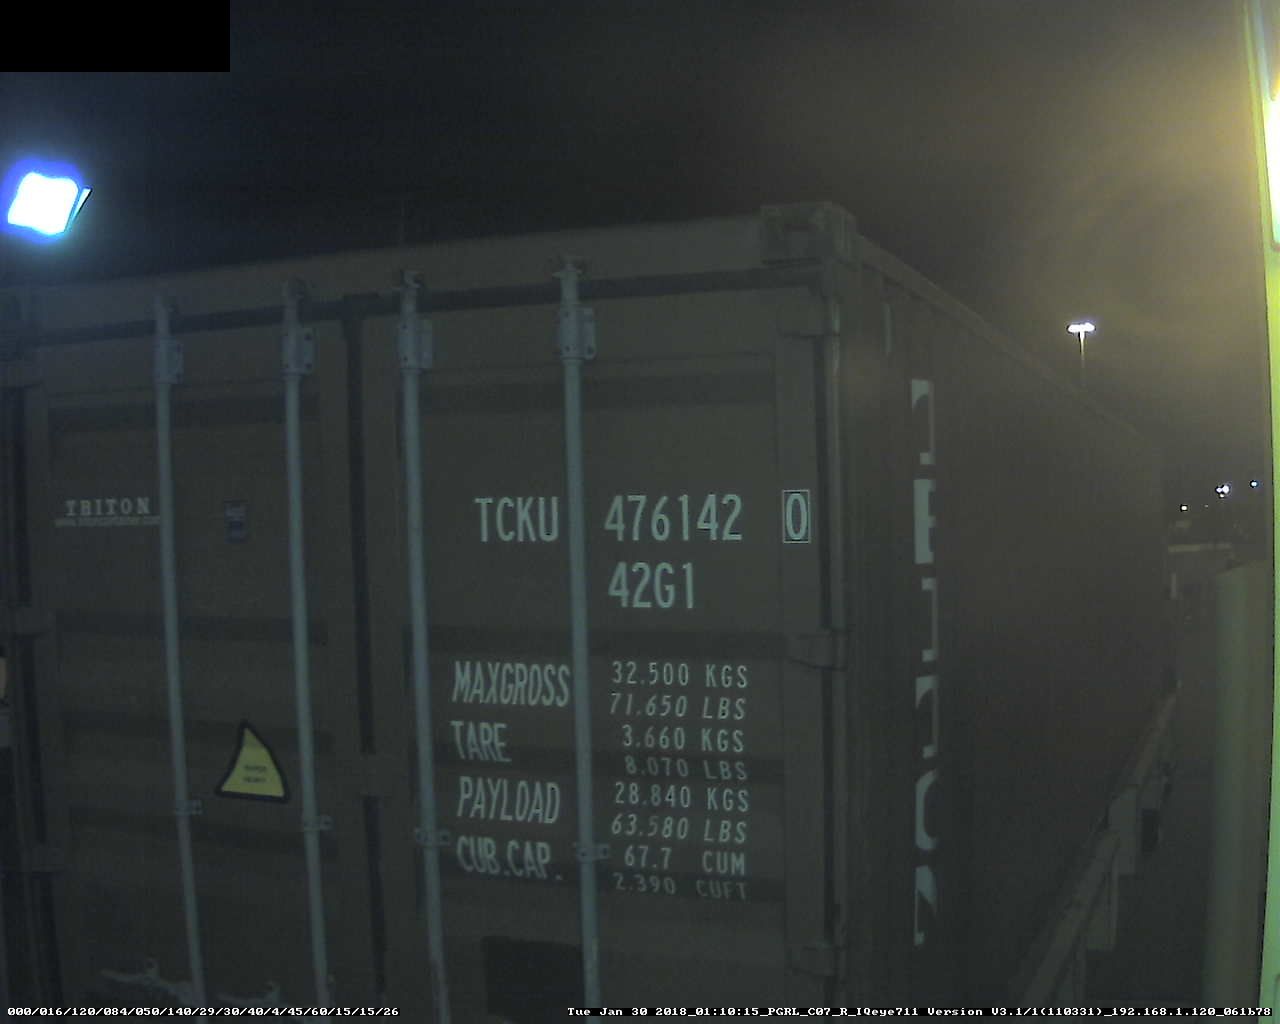 TRITON
TCKU 476142 0
42G1
MAXGROSS 32.500 KGS
71.650 LBS
TARE 3.660 KGS
8.070 LBS
PAYLOAD 28.840 KGS
63.580 LBS
CUB.CAP. 67.7 CUM
2.390 CUFT
TRITON
000/016/120/084/050/140/29/30/40/4/45/60/15/15/26
Tue Jan 30 2018_01:10:15_PGRL_C07_R_IQeye711 Version V3.1/1(110331)_192.168.1.120_061b78